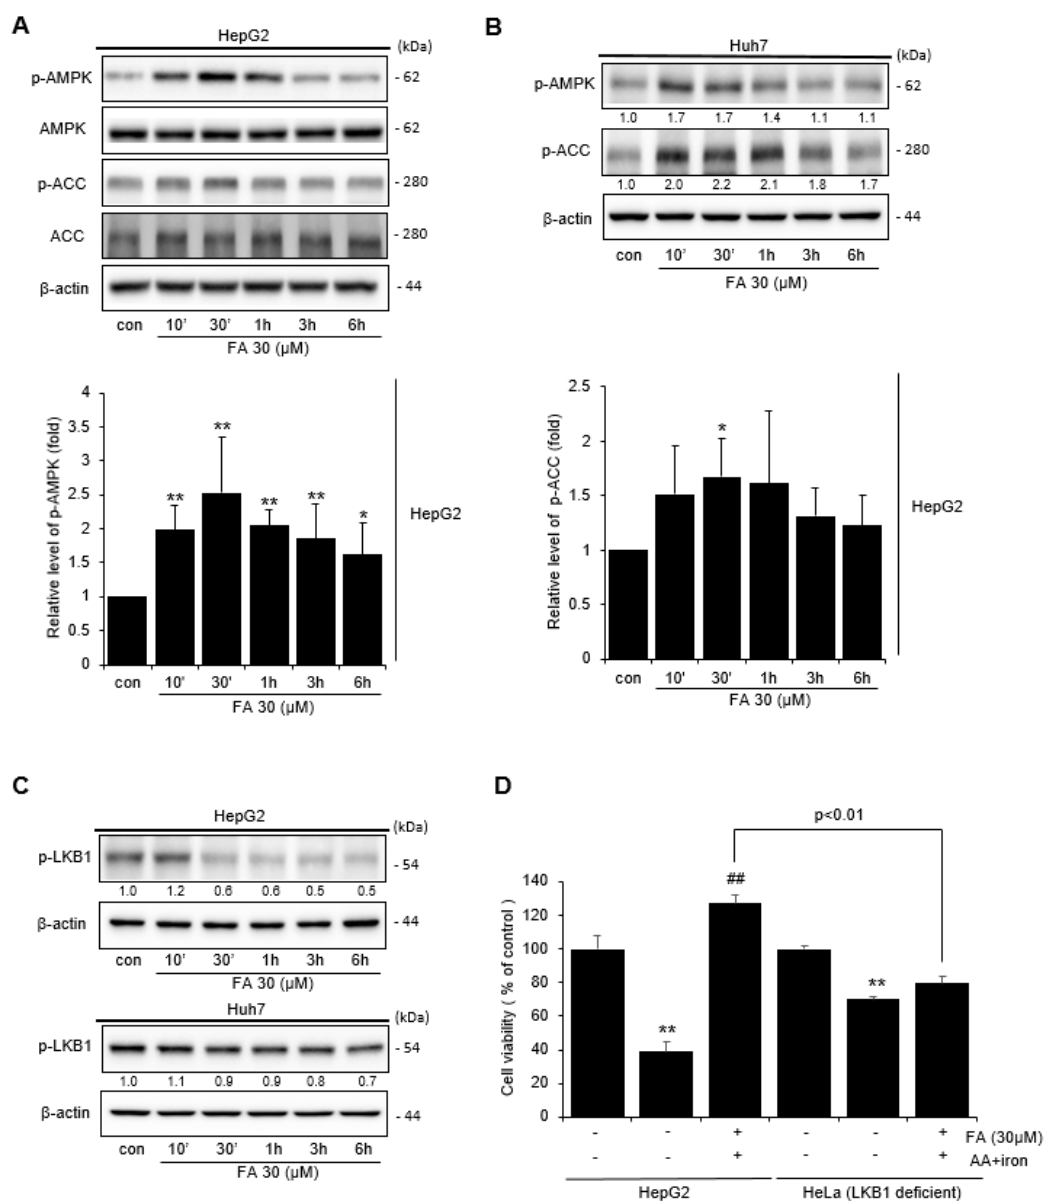 A
HepG2
(kDa)
p-AMPK
- 62
AMPK
- 62
p-ACC
- 280
ACC
- 280
β-actin
- 44
con 10' 30' 1h 3h 6h
FA 30 (µM)
4
3.5
3
2.5
2
1.5
1
0.5
0
Relative level of p-AMPK (fold)
** ** ** ** *
HepG2
con 10' 30' 1h 3h 6h
FA 30 (µM)
B
Huh7
(kDa)
p-AMPK
- 62
1.0 1.7 1.7 1.4 1.1 1.1
p-ACC
- 280
1.0 2.0 2.2 2.1 1.8 1.7
β-actin
- 44
con 10' 30' 1h 3h 6h
FA 30 (µM)
2.5
2
1.5
1
0.5
0
Relative level of p-ACC (fold)
*
HepG2
con 10' 30' 1h 3h 6h
FA 30 (µM)
C
HepG2
(kDa)
p-LKB1
- 54
1.0 1.2 0.6 0.6 0.5 0.5
β-actin
- 44
con 10' 30' 1h 3h 6h
FA 30 (µM)
Huh7
(kDa)
p-LKB1
- 54
1.0 1.1 0.9 0.9 0.8 0.7
β-actin
- 44
con 10' 30' 1h 3h 6h
FA 30 (µM)
D
p<0.01
140
120
100
80
60
40
20
0
Cell viability ( % of control)
** ## **
- - + - - + FA (30µM)
- - + - - + AA+iron
HepG2 HeLa (LKB1 deficient)